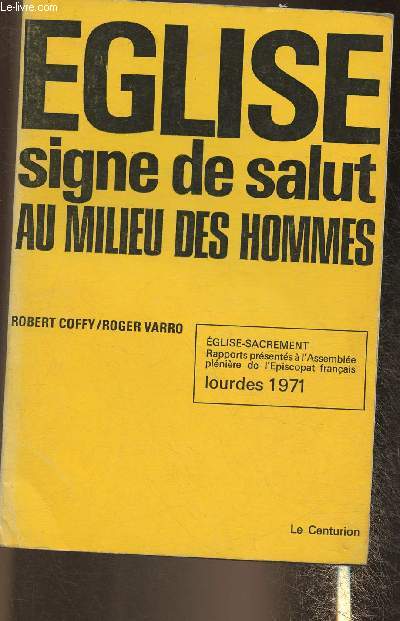 Le-livre.com
EGLISE
signe de salut
AU MILIEU DES HOMMES
ROBERT COFFY/ROGER VARRO
ÉGLISE-SACREMENT
Rapports présentés à l'Assemblée
plénière de l'Episcopat français
lourdes 1971
Le Centurion